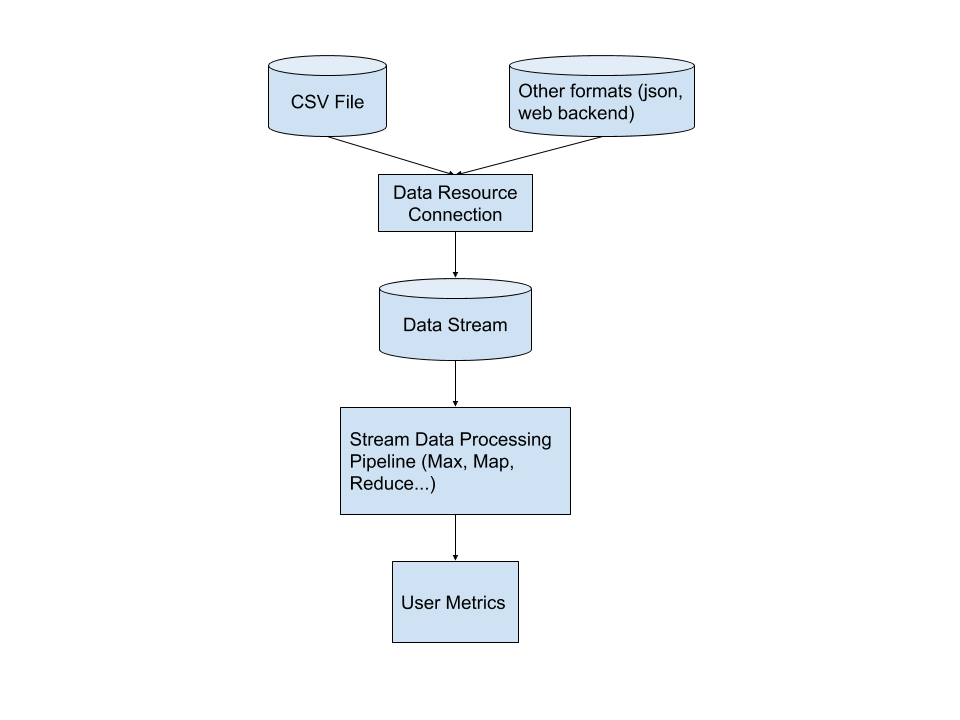 CSV File
Other formats (json,
web backend)
Data Resource
Connection
Data Stream
Stream Data Processing
Pipeline (Max, Map,
Reduce...)
User Metrics